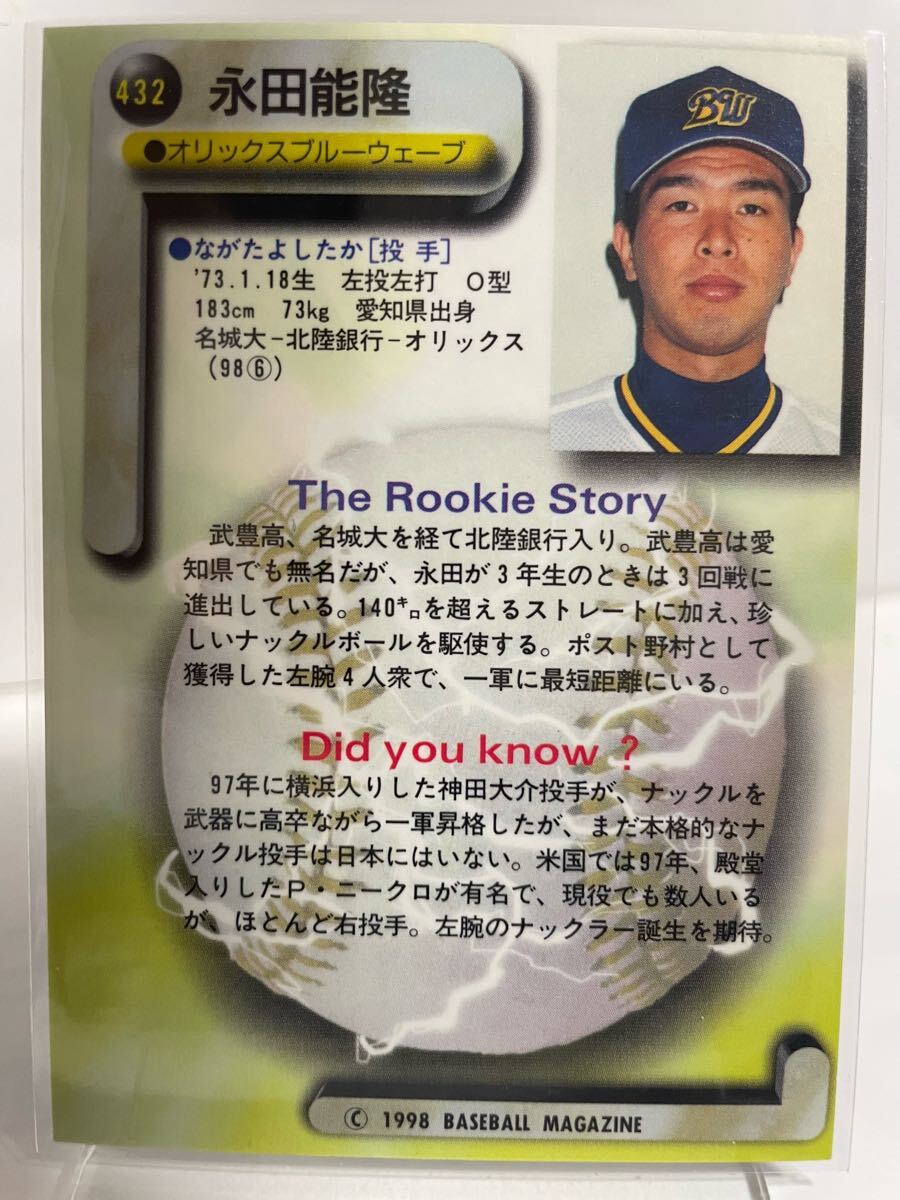 432
永田能隆
●オリックスブルーウェーブ
BW
●ながたよしたか[投 手]
'73.1.18生 左投左打 O型
183cm 73kg 愛知県出身
名城大−北陸銀行−オリックス
(98⑥)
The Rookie Story
武豊高、名城大を経て北陸銀行入り。武豊高は愛
知県でも無名だが、永田が3年生のときは3回戦に
進出している。140㌔を超えるストレートに加え、珍
しいナックルボールを駆使する。ポスト野村として
獲得した左腕4人衆で、一軍に最短距離にいる。
Did you know ?
97年に横浜入りした神田大介投手が、ナックルを
武器に高卒ながら一軍昇格したが、まだ本格的なナ
ックル投手は日本にはいない。米国では97年、殿堂
入りしたP・ニークロが有名で、現役でも数人いる
が、ほとんど右投手。左腕のナックラー誕生を期待。
© 1998 BASEBALL MAGAZINE